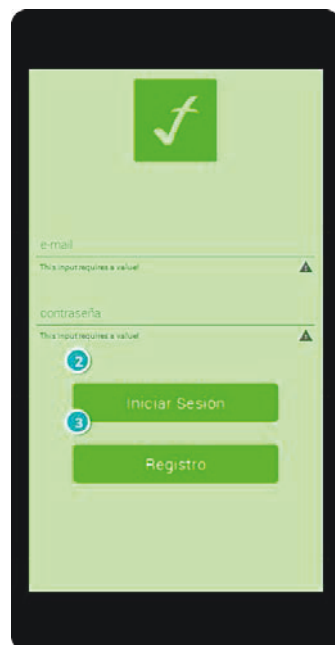 e-mail
This input requires a value!
contraseña
This input requires a value!
2
Iniciar Sesión
3
Registro